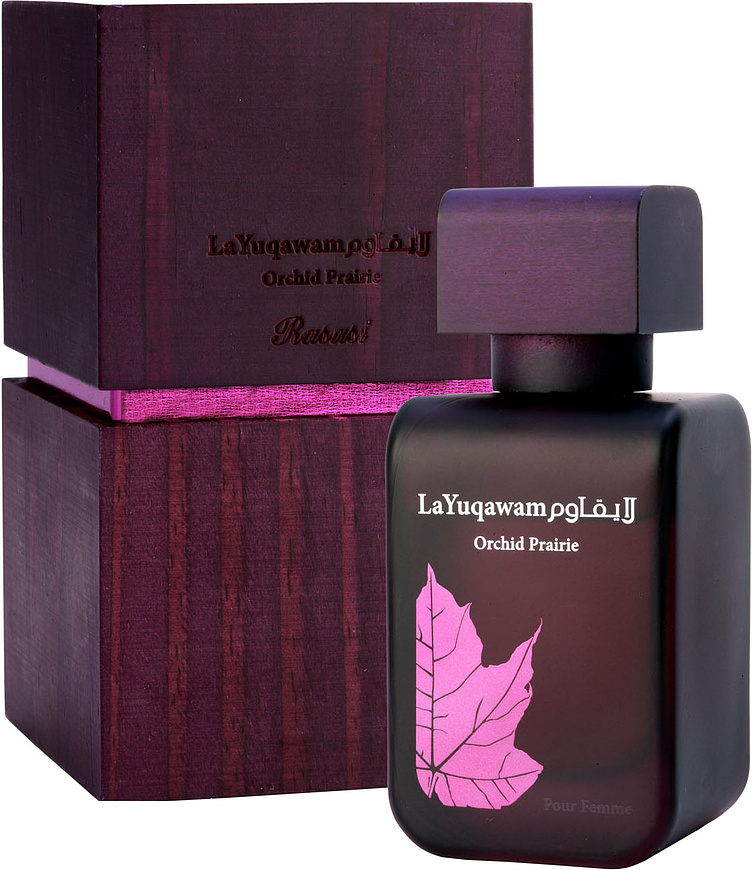 LaYuqawam لايقاوم
Orchid Prairie
Rasasi
LaYuqawam لايقاوم
Orchid Prairie
Pour Femme